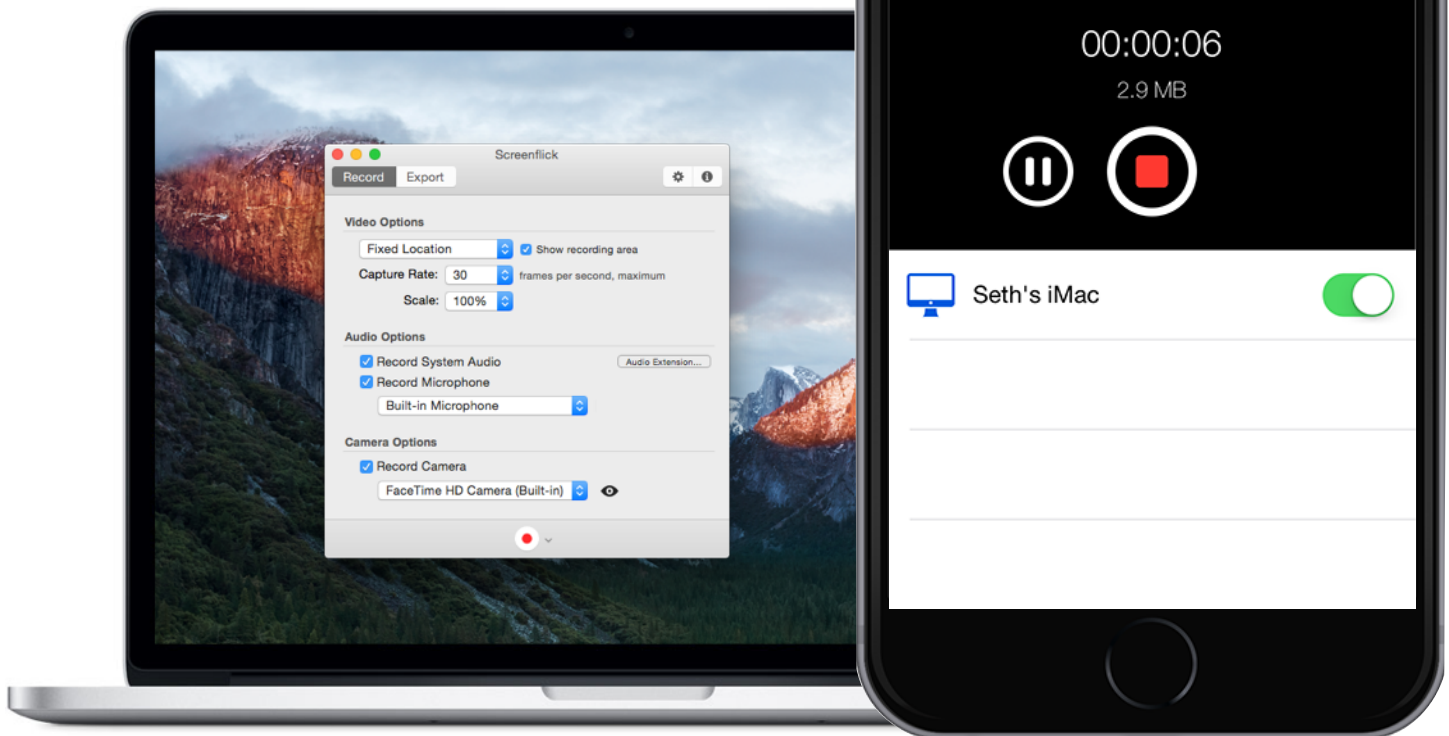 Screenflick
Record Export
Video Options
Fixed Location Show recording area
Capture Rate: 30 frames per second, maximum
Scale: 100%
Audio Options
Record System Audio Audio Extension...
Record Microphone
Built-in Microphone
Camera Options
Record Camera
FaceTime HD Camera (Built-in)
00:00:06
2.9 MB
Seth's iMac